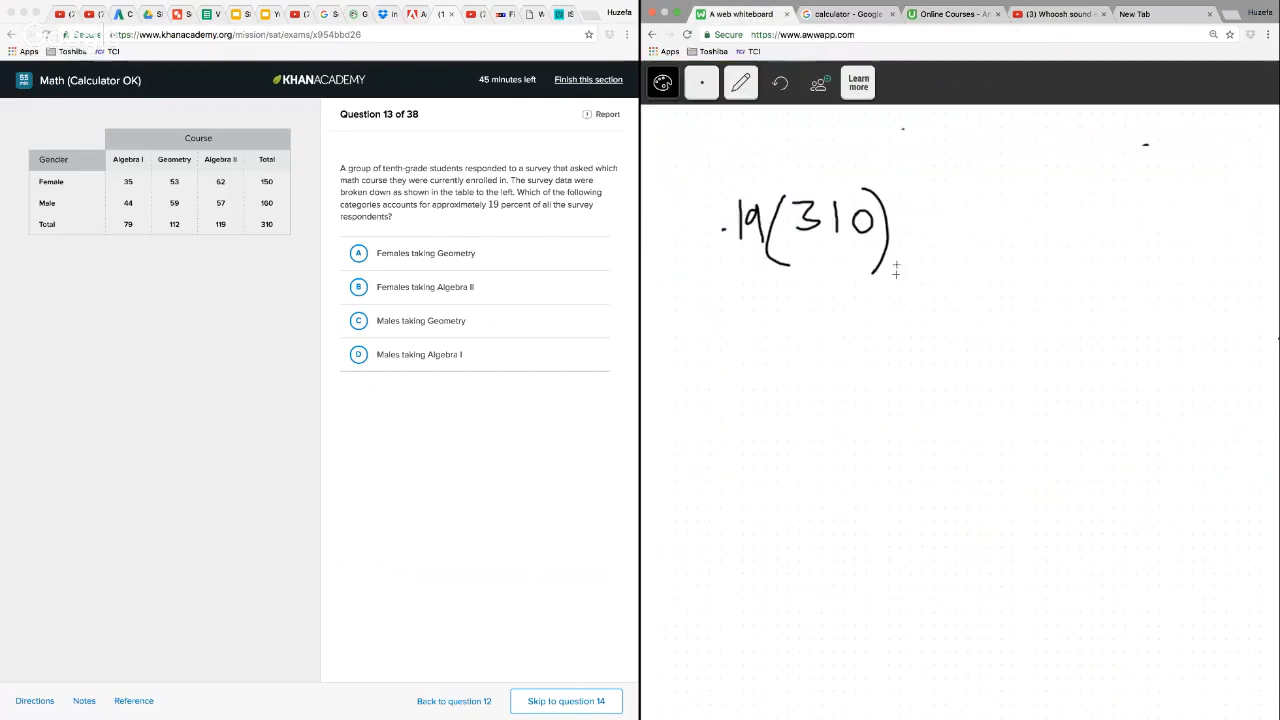 Huzefa
Huzefa
A web whiteboard
calculator - Google
Online Courses - An
(3) Whoosh sound e
New Tab
Secure
https://www.khanacademy.org/mission/sat/exams/x954bbd26
Secure
https://www.awwapp.com
Apps Toshiba TCI
Apps Toshiba TCI
55 min
Math (Calculator OK)
KHANACADEMY
45 minutes left
Finish this section
Learn more
Question 13 of 38
Report
Course
Gender Algebra I Geometry Algebra II Total
Female 35 53 62 150
Male 44 59 57 160
Total 79 112 119 310
A group of tenth-grade students responded to a survey that asked which
math course they were currently enrolled in. The survey data were
broken down as shown in the table to the left. Which of the following
categories accounts for approximately 19 percent of all the survey
respondents?
A Females taking Geometry
B Females taking Algebra II
C Males taking Geometry
D Males taking Algebra I
.19(310)
Directions
Notes
Reference
Back to question 12
Skip to question 14